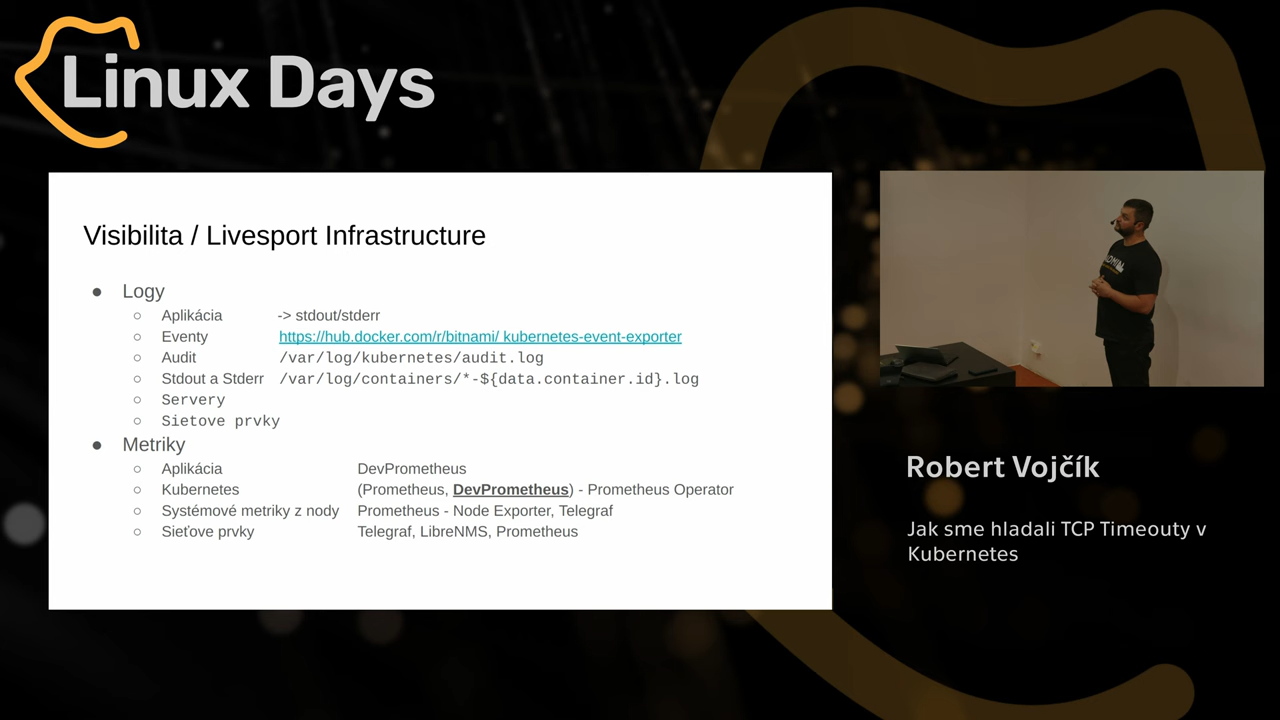 Linux Days
Visibilita / Livesport Infrastructure
● Logy
○ Aplikácia -> stdout/stderr
○ Eventy https://hub.docker.com/r/bitnami/ kubernetes-event-exporter
○ Audit /var/log/kubernetes/audit.log
○ Stdout a Stderr /var/log/containers/*-${data.container.id}.log
○ Servery
○ Sietove prvky
● Metriky
○ Aplikácia DevPrometheus
○ Kubernetes (Prometheus, DevPrometheus) - Prometheus Operator
○ Systémové metriky z nody Prometheus - Node Exporter, Telegraf
○ Sieťove prvky Telegraf, LibreNMS, Prometheus
Robert Vojčík
Jak sme hladali TCP Timeouty v
Kubernetes